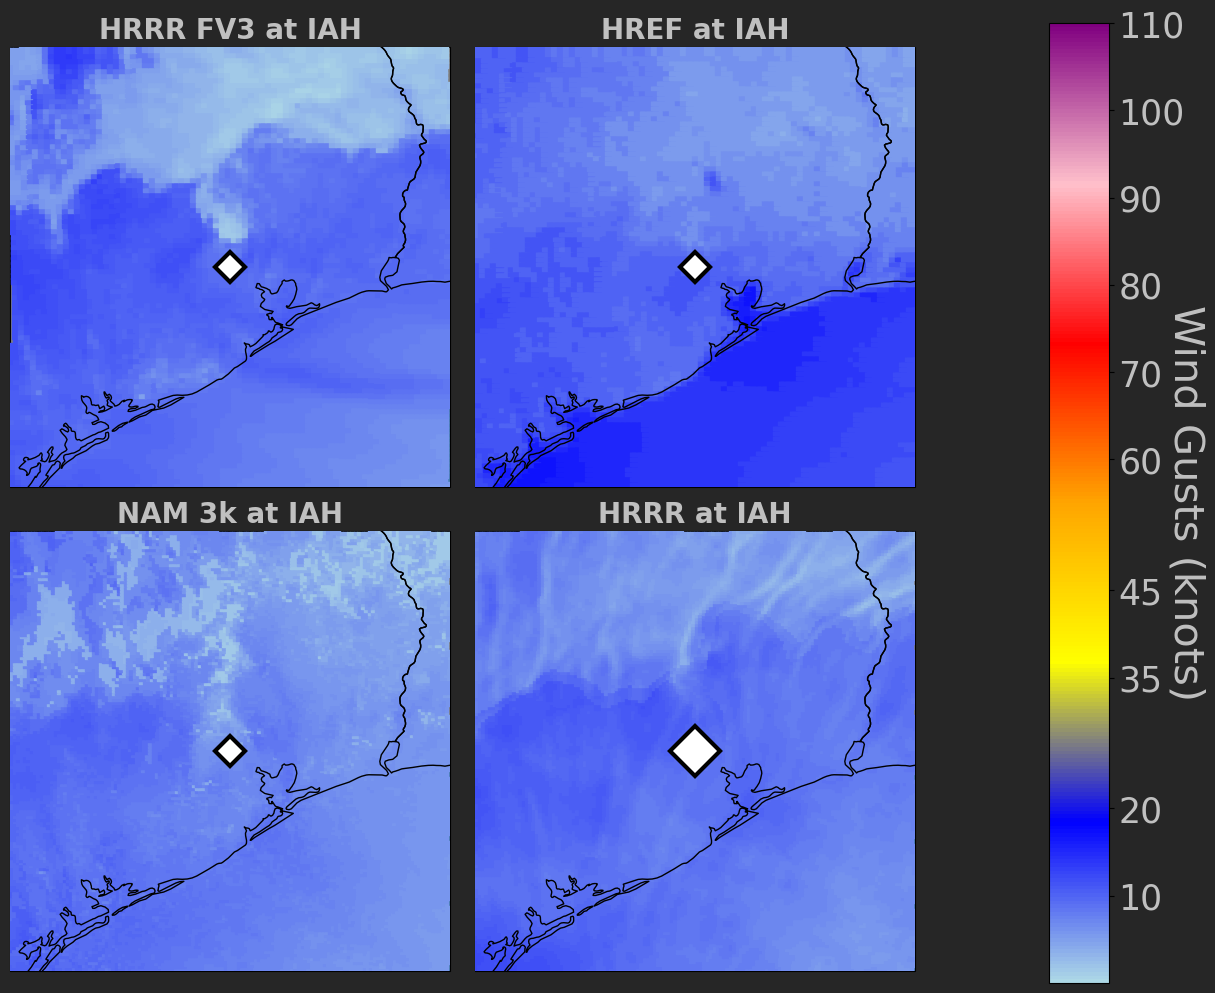 HRRR FV3 at IAH
HREF at IAH
NAM 3k at IAH
HRRR at IAH
110
100
90
80
70
60
45
35
20
10
Wind Gusts (knots)